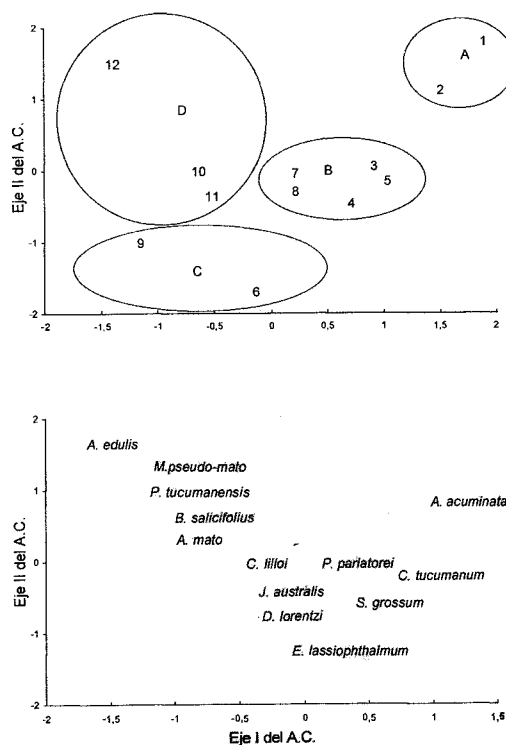 Eje II del A.C.
2
1
0
-1
-2
12
D
10
11
1
A
2
7
B
3
8
5
4
9
C
6
-2 -1,5 -1 -0,5 0 0,5 1 1,5 2
Eje II del A.C.
2
1
0
-1
-2
A. edulis
M.pseudo-mato
P. tucumanensis
B. salicifolius
A. mato
A. acuminata
C. lilloi
P. parlatorei
C. tucumanum
J. australis
S. grossum
D. lorentzi
E. lassiophthalmum
-2 -1,5 -1 -0,5 0 0,5 1 1,5
Eje I del A.C.